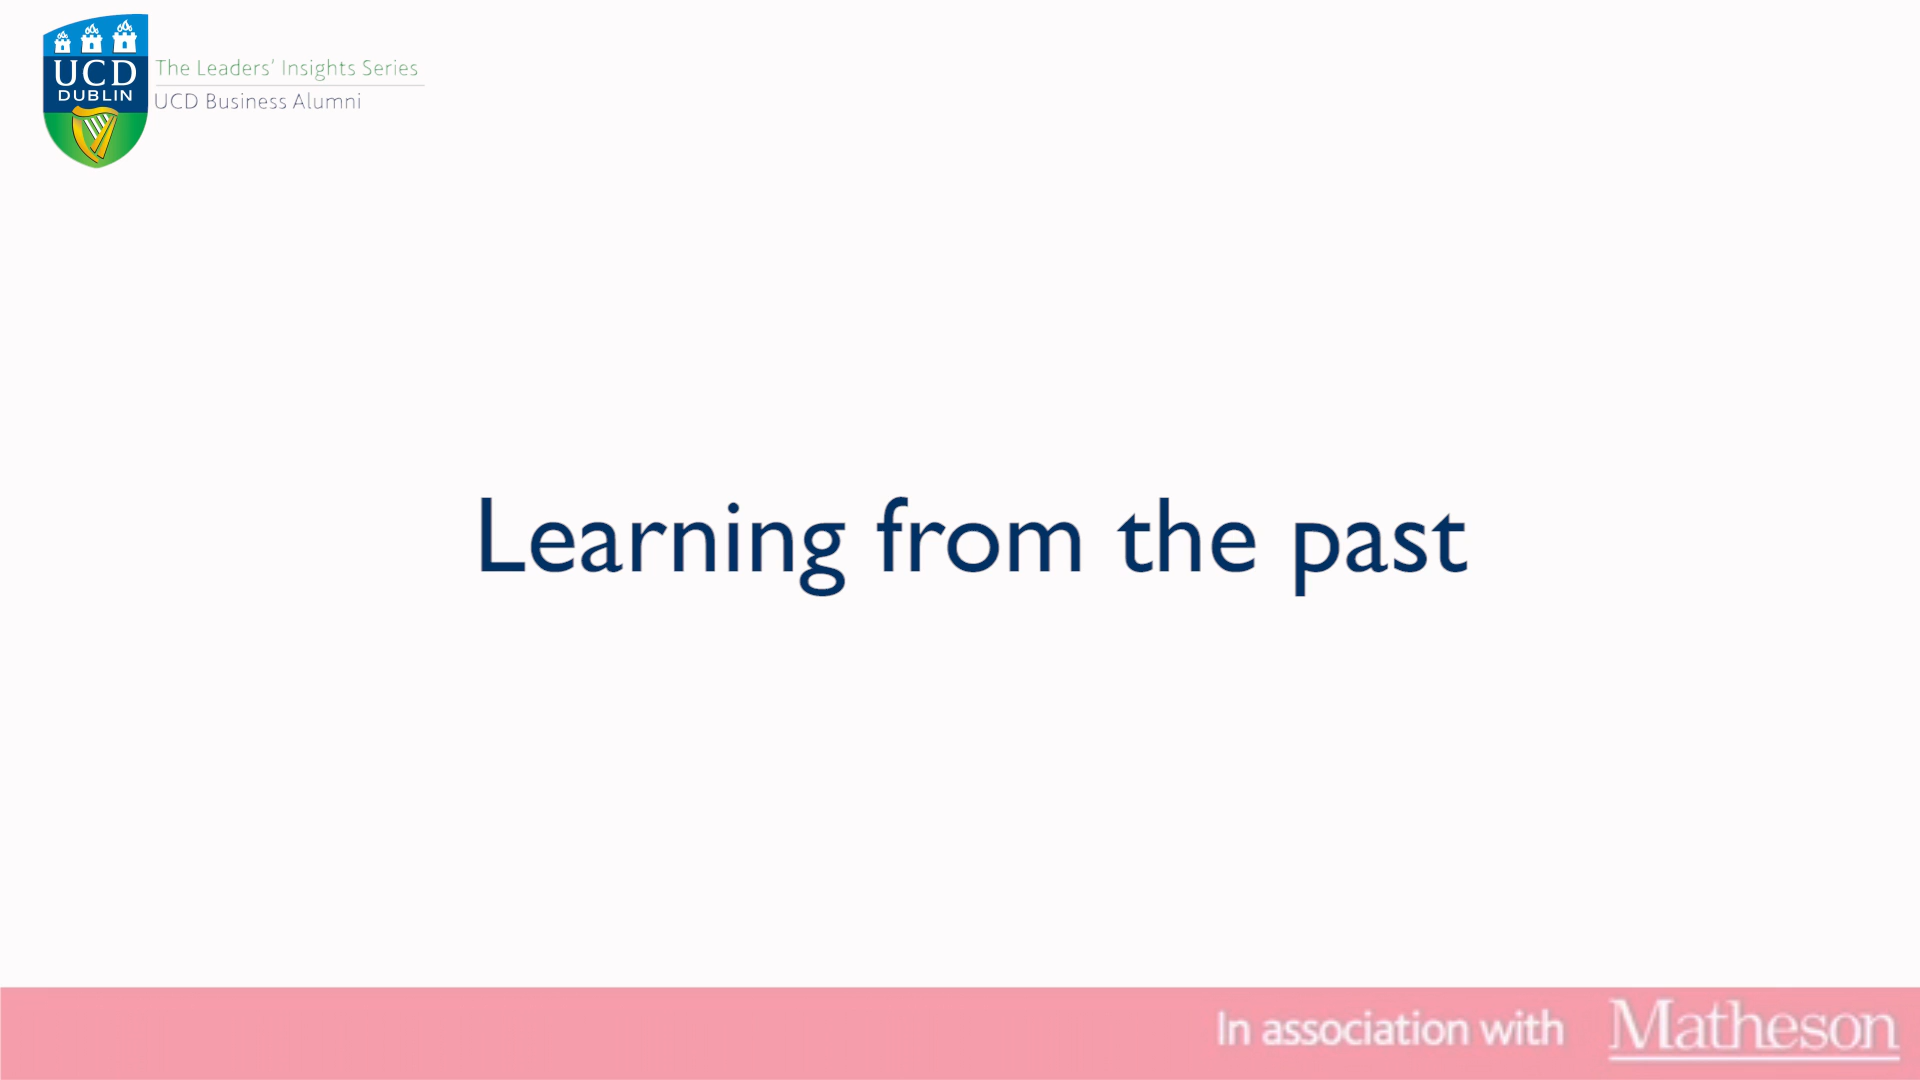 UCD
DUBLIN
The Leaders' Insights Series
UCD Business Alumni
Learning from the past
In association with Matheson